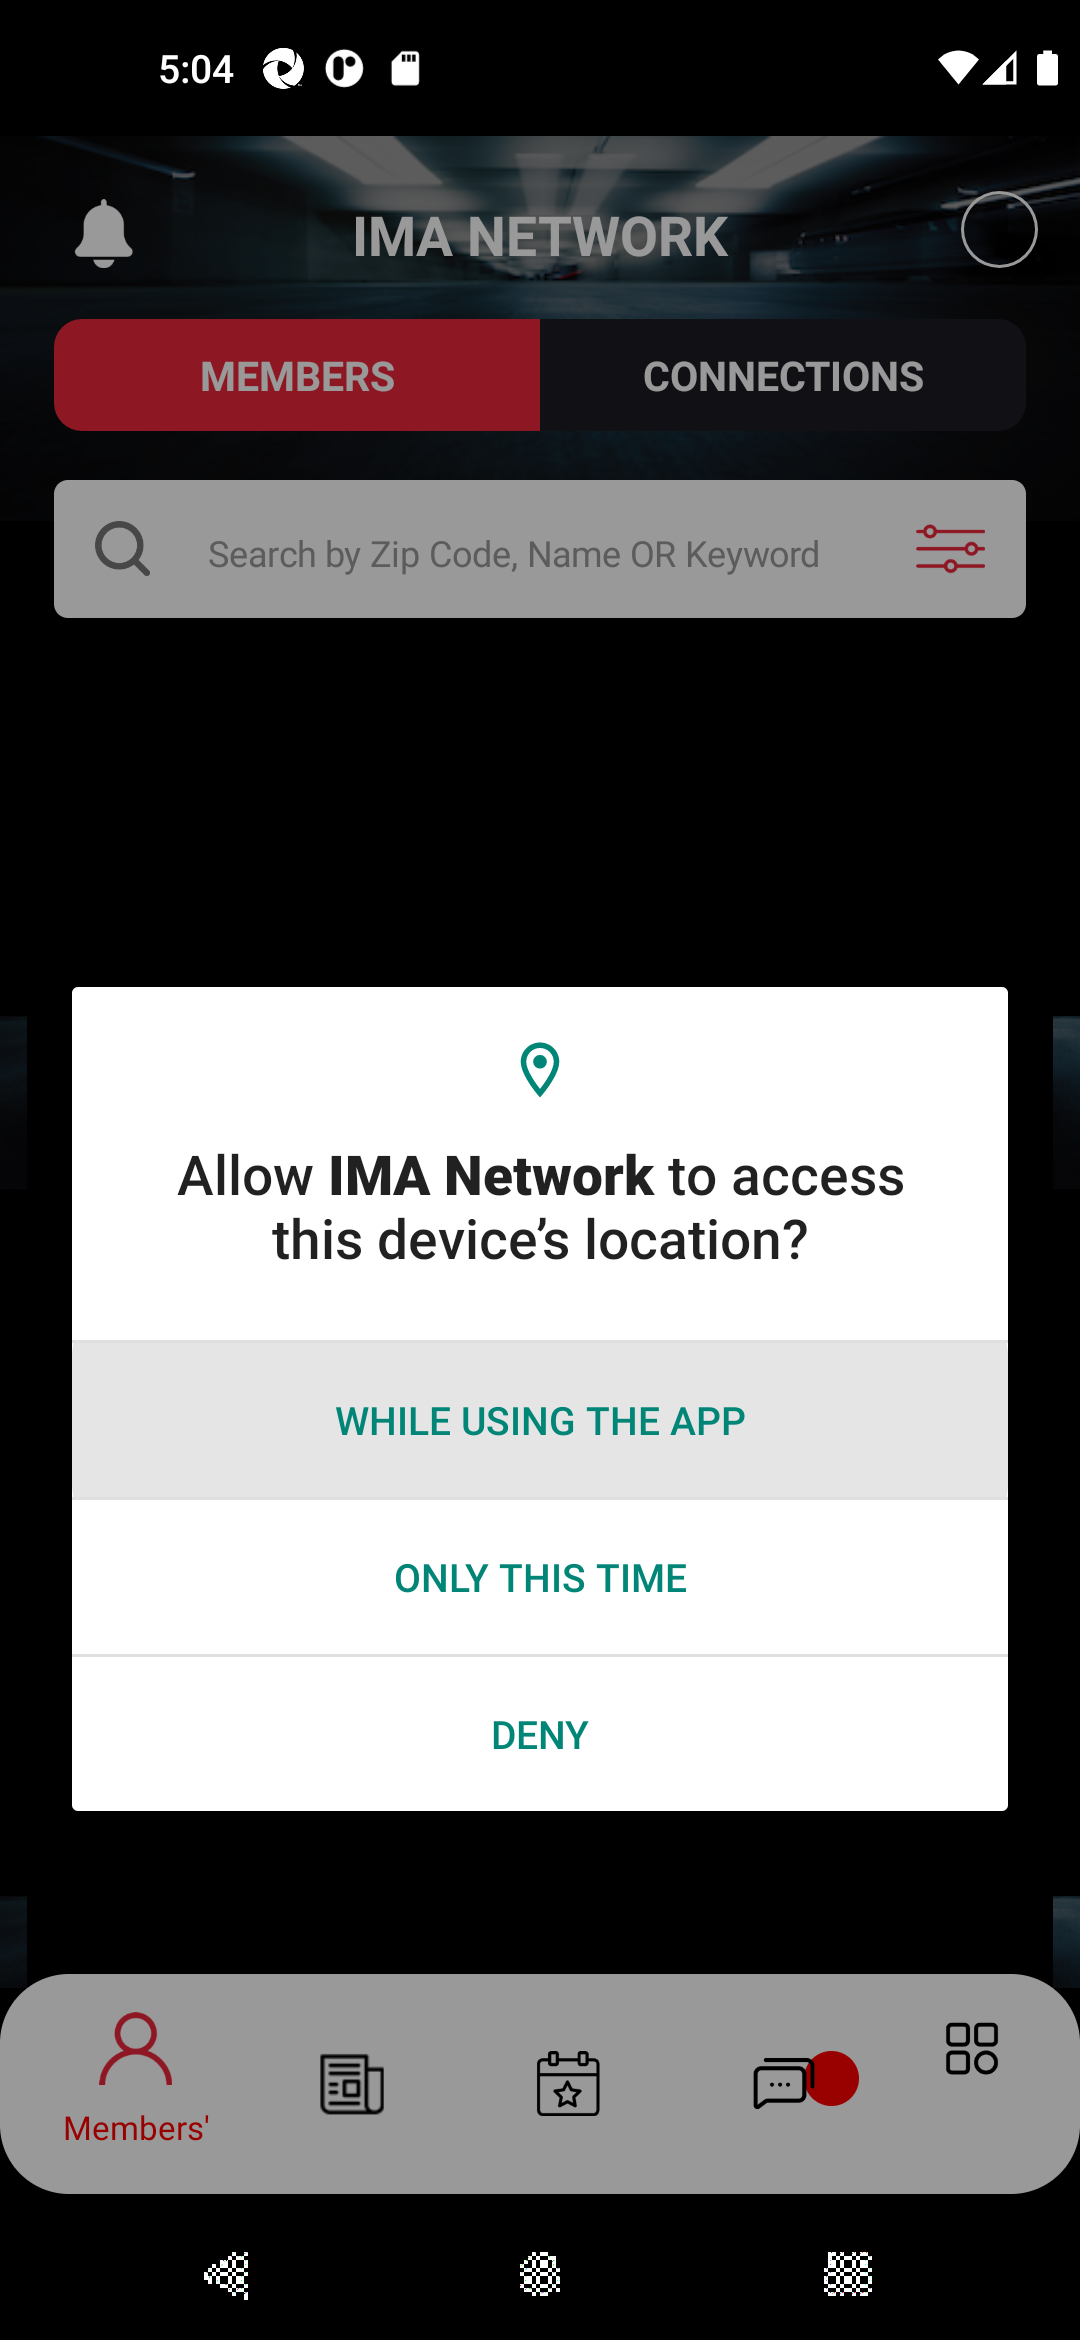 5:04
IMA NETWORK
MEMBERS
CONNECTIONS
Search by Zip Code, Name OR Keyword
Allow IMA Network to access
this device’s location?
WHILE USING THE APP
ONLY THIS TIME
DENY
Members'